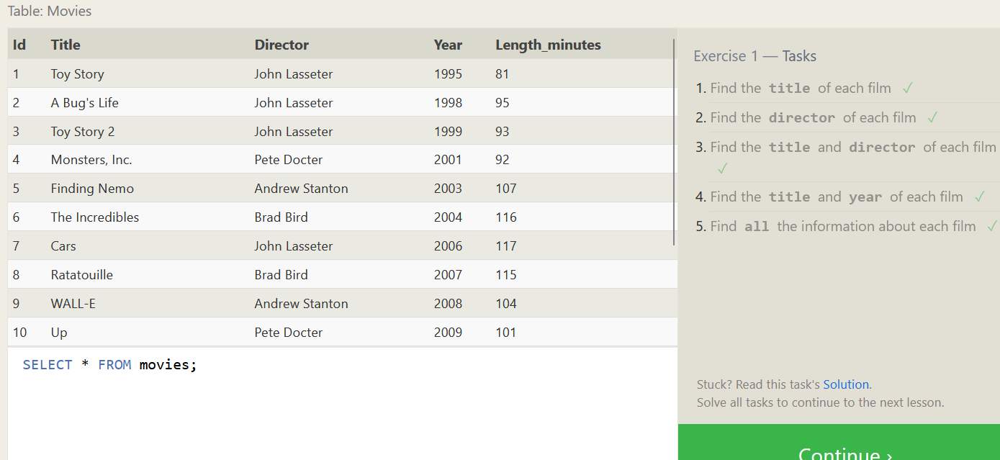 Table: Movies
Id Title Director Year Length_minutes
1 Toy Story John Lasseter 1995 81
2 A Bug's Life John Lasseter 1998 95
3 Toy Story 2 John Lasseter 1999 93
4 Monsters, Inc. Pete Docter 2001 92
5 Finding Nemo Andrew Stanton 2003 107
6 The Incredibles Brad Bird 2004 116
7 Cars John Lasseter 2006 117
8 Ratatouille Brad Bird 2007 115
9 WALL-E Andrew Stanton 2008 104
10 Up Pete Docter 2009 101
SELECT * FROM movies;
Exercise 1 — Tasks
1. Find the title of each film ✓
2. Find the director of each film ✓
3. Find the title and director of each film
✓
4. Find the title and year of each film ✓
5. Find all the information about each film ✓
Stuck? Read this task's Solution.
Solve all tasks to continue to the next lesson.
Continue ›